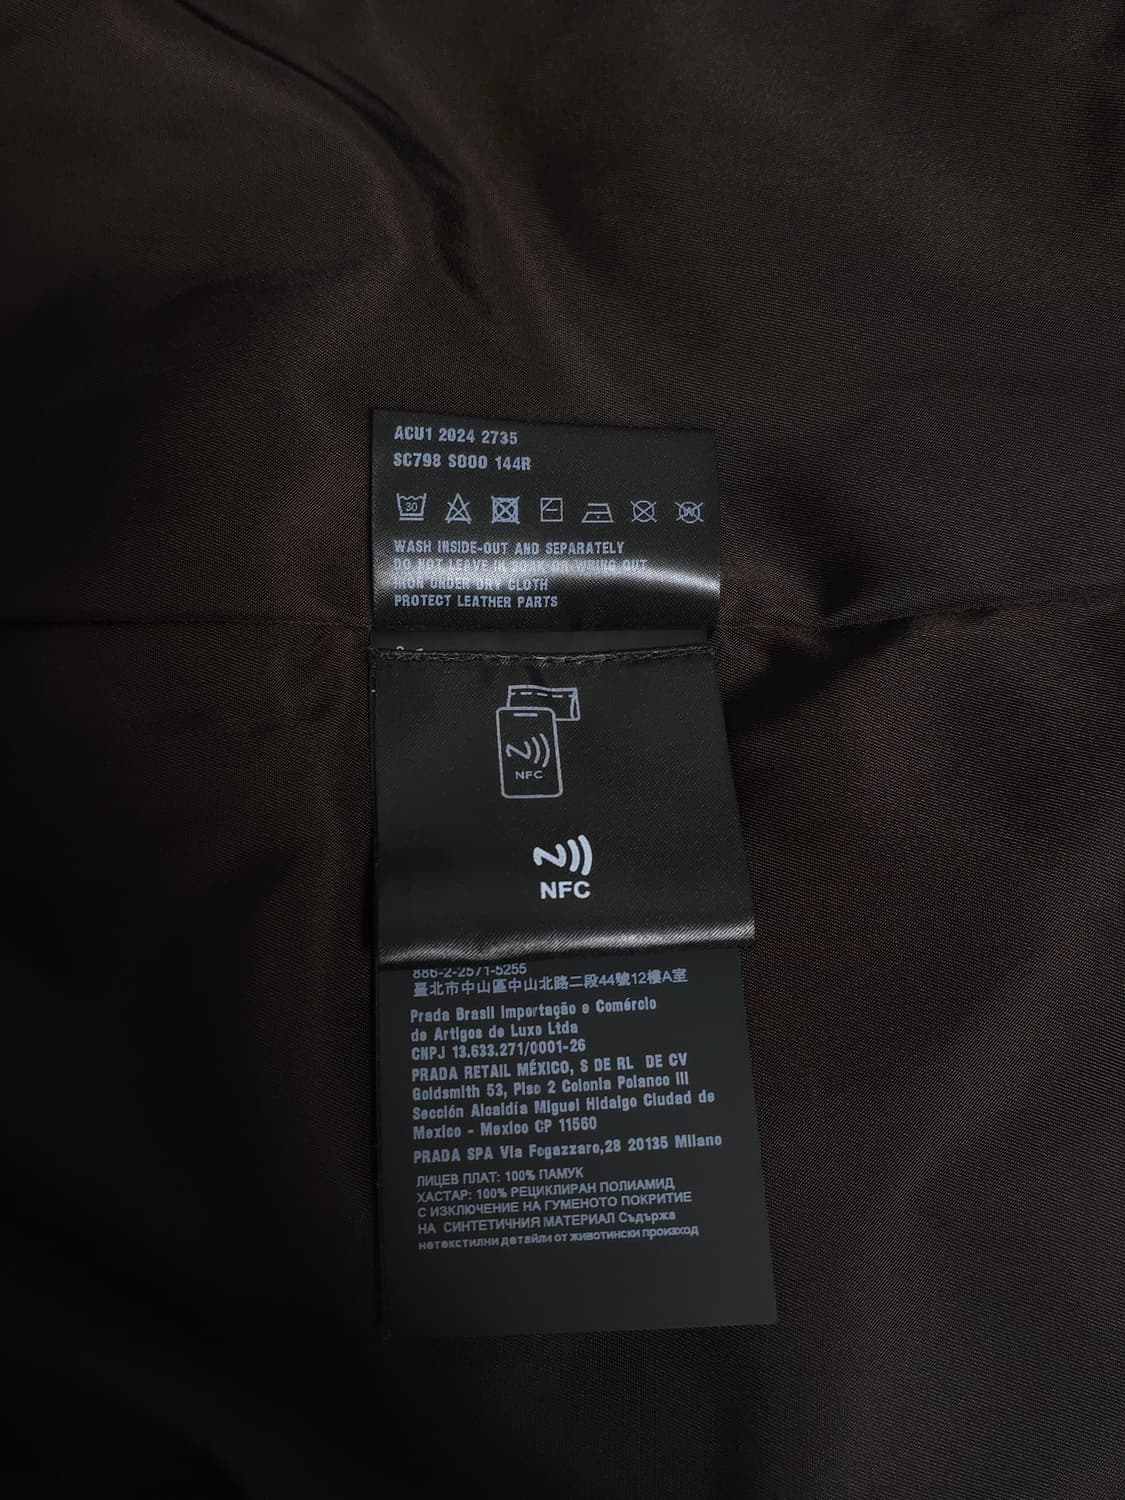 ACU1 2024 2735
SC798 S000 144R
30
W
WASH INSIDE-OUT AND SEPARATELY
DO NOT LEAVE IN SOAK OR WRING OUT
IRON UNDER DRY CLOTH
PROTECT LEATHER PARTS
NFC
NFC
886-2-2571-5255
臺北市中山區中山北路二段44號12樓A室
Prada Brasil Importação e Comércio
de Artigos de Luxo Ltda
CNPJ 13.633.271/0001-26
PRADA RETAIL MÉXICO, S DE RL DE CV
Goldsmith 53, Piso 2 Colonia Polanco III
Sección Alcaldía Miguel Hidalgo Ciudad de
Mexico - Mexico CP 11560
PRADA SPA Via Fogazzaro,28 20135 Milano
ЛИЦЕВ ПЛАТ: 100% ПАМУК
ХАСТАР: 100% РЕЦИКЛИРАН ПОЛИАМИД
С ИЗКЛЮЧЕНИЕ НА ГУМЕНОТО ПОКРИТИЕ
НА СИНТЕТИЧНИЯ МАТЕРИАЛ Съдържа
нетекстилни детайли от животински произход